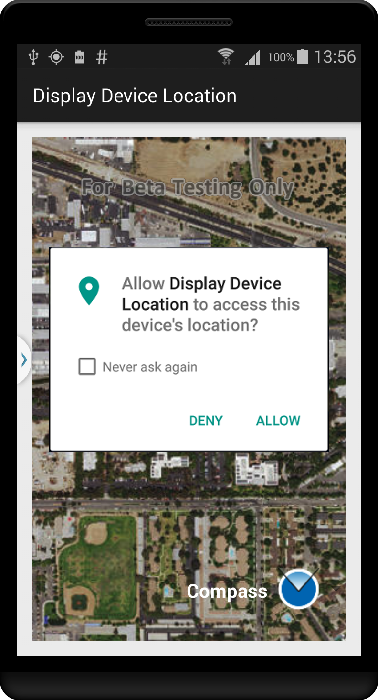 # 100% 13:56
Display Device Location
For Beta Testing Only
Allow Display Device
Location to access this
device's location?
Never ask again
DENY ALLOW
Compass